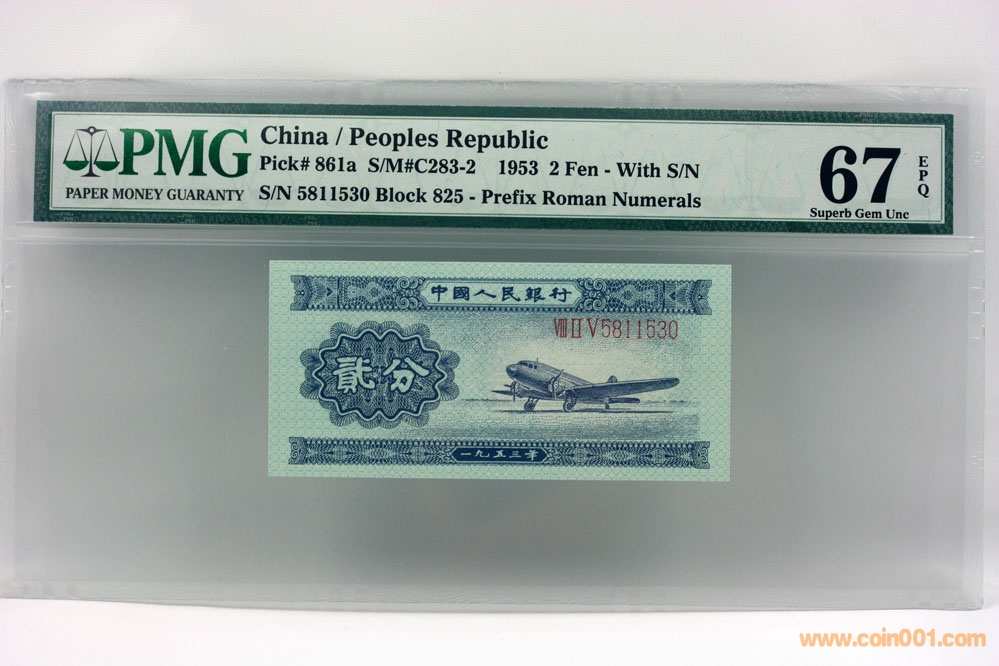 PMG
PAPER MONEY GUARANTY
China / Peoples Republic
Pick# 861a S/M#C283-2 1953 2 Fen - With S/N
S/N 5811530 Block 825 - Prefix Roman Numerals
67
EPQ
Superb Gem Unc
中國人民銀行
VIII II V 5811530
貳分
一九五三年
www.coin001.com